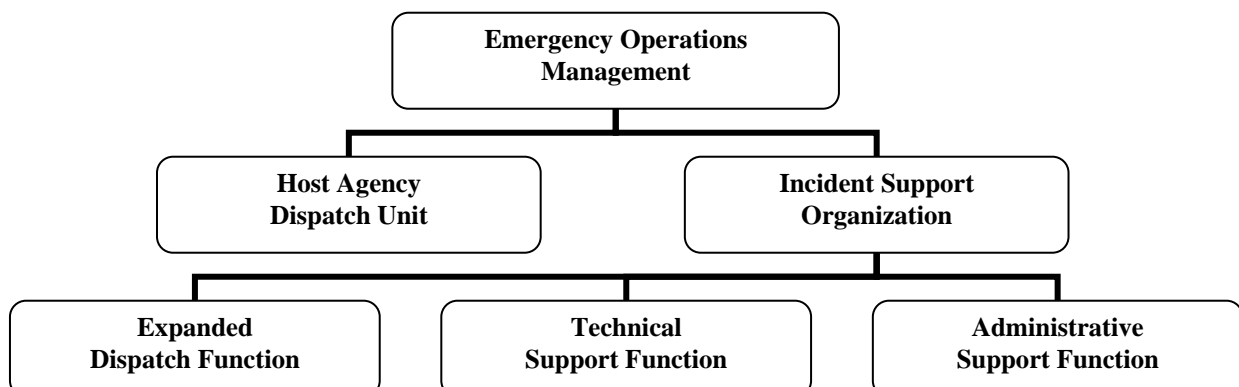 Emergency Operations
Management
Host Agency
Dispatch Unit
Incident Support
Organization
Expanded
Dispatch Function
Technical
Support Function
Administrative
Support Function